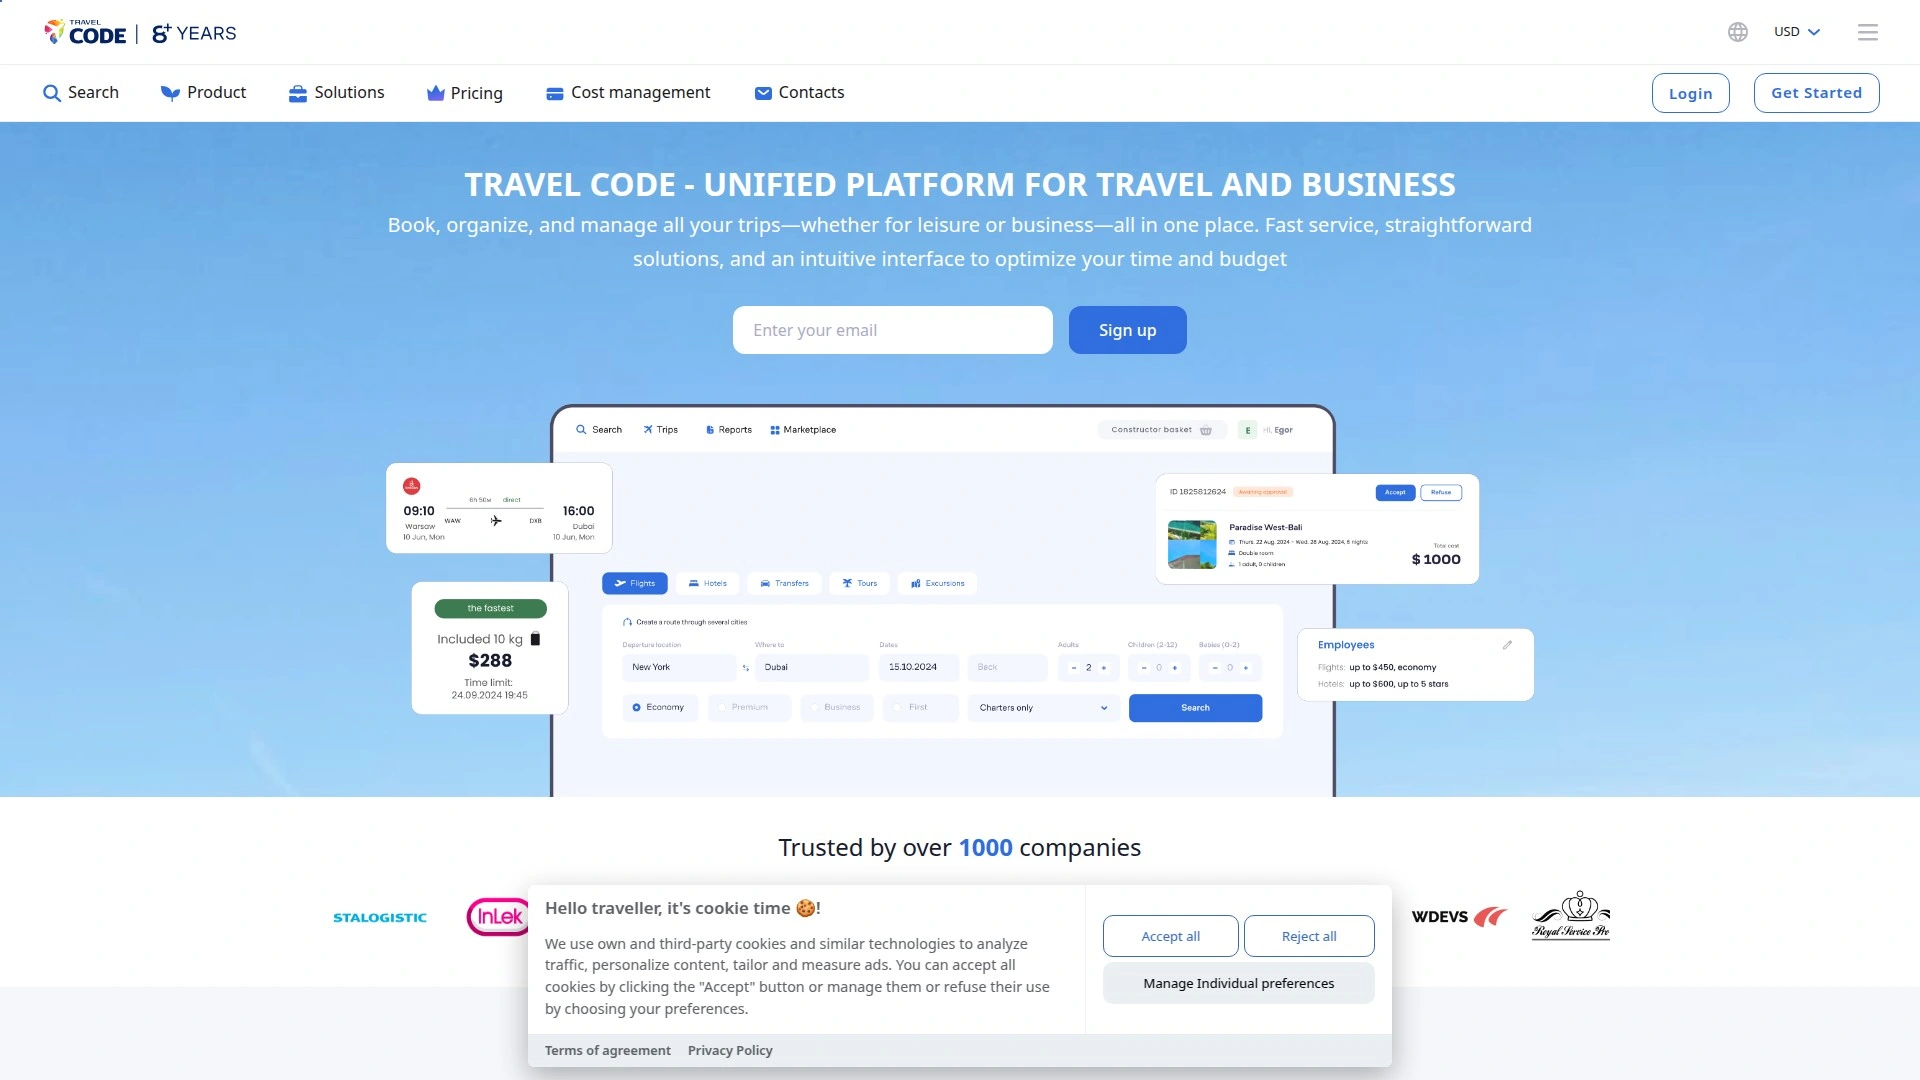 TRAVEL
CODE | 8+ YEARS
USD
Search
Product
Solutions
Pricing
Cost management
Contacts
Login
Get Started
TRAVEL CODE - UNIFIED PLATFORM FOR TRAVEL AND BUSINESS
Book, organize, and manage all your trips—whether for leisure or business—all in one place. Fast service, straightforward
solutions, and an intuitive interface to optimize your time and budget
Enter your email
Sign up
Search
Trips
Reports
Marketplace
Constructor basket
E
Hi, Egor
6h 50м direct
09:10
16:00
WAW
DXB
Warsaw
Dubai
10 Jun, Mon
10 Jun, Mon
ID 1825812624
Awaiting approval
Accept
Refuse
Paradise West-Bali
Thurs. 22 Aug, 2024 – Wed. 28 Aug, 2024, 6 nights
Double room
1 adult, 0 children
Total cost
$ 1000
the fastest
Included 10 kg
$288
Time limit:
24.09.2024 19:45
Flights
Hotels
Transfers
Tours
Excursions
Create a route through several cities
Departure location
Where to
Dates
Adults
Children (2-12)
Babies (0-2)
New York
Dubai
15.10.2024
Back
- 2 +
- 0 +
- 0 +
Economy
Premium
Business
First
Charters only
Search
Employees
Flights: up to $450, economy
Hotels: up to $600, up to 5 stars
Trusted by over 1000 companies
STALOGISTIC
InLek
WDEVS
Royal Service Pro
Hello traveller, it's cookie time 🍪!
We use own and third-party cookies and similar technologies to analyze
traffic, personalize content, tailor and measure ads. You can accept all
cookies by clicking the "Accept" button or manage them or refuse their use
by choosing your preferences.
Accept all
Reject all
Manage Individual preferences
Terms of agreement
Privacy Policy